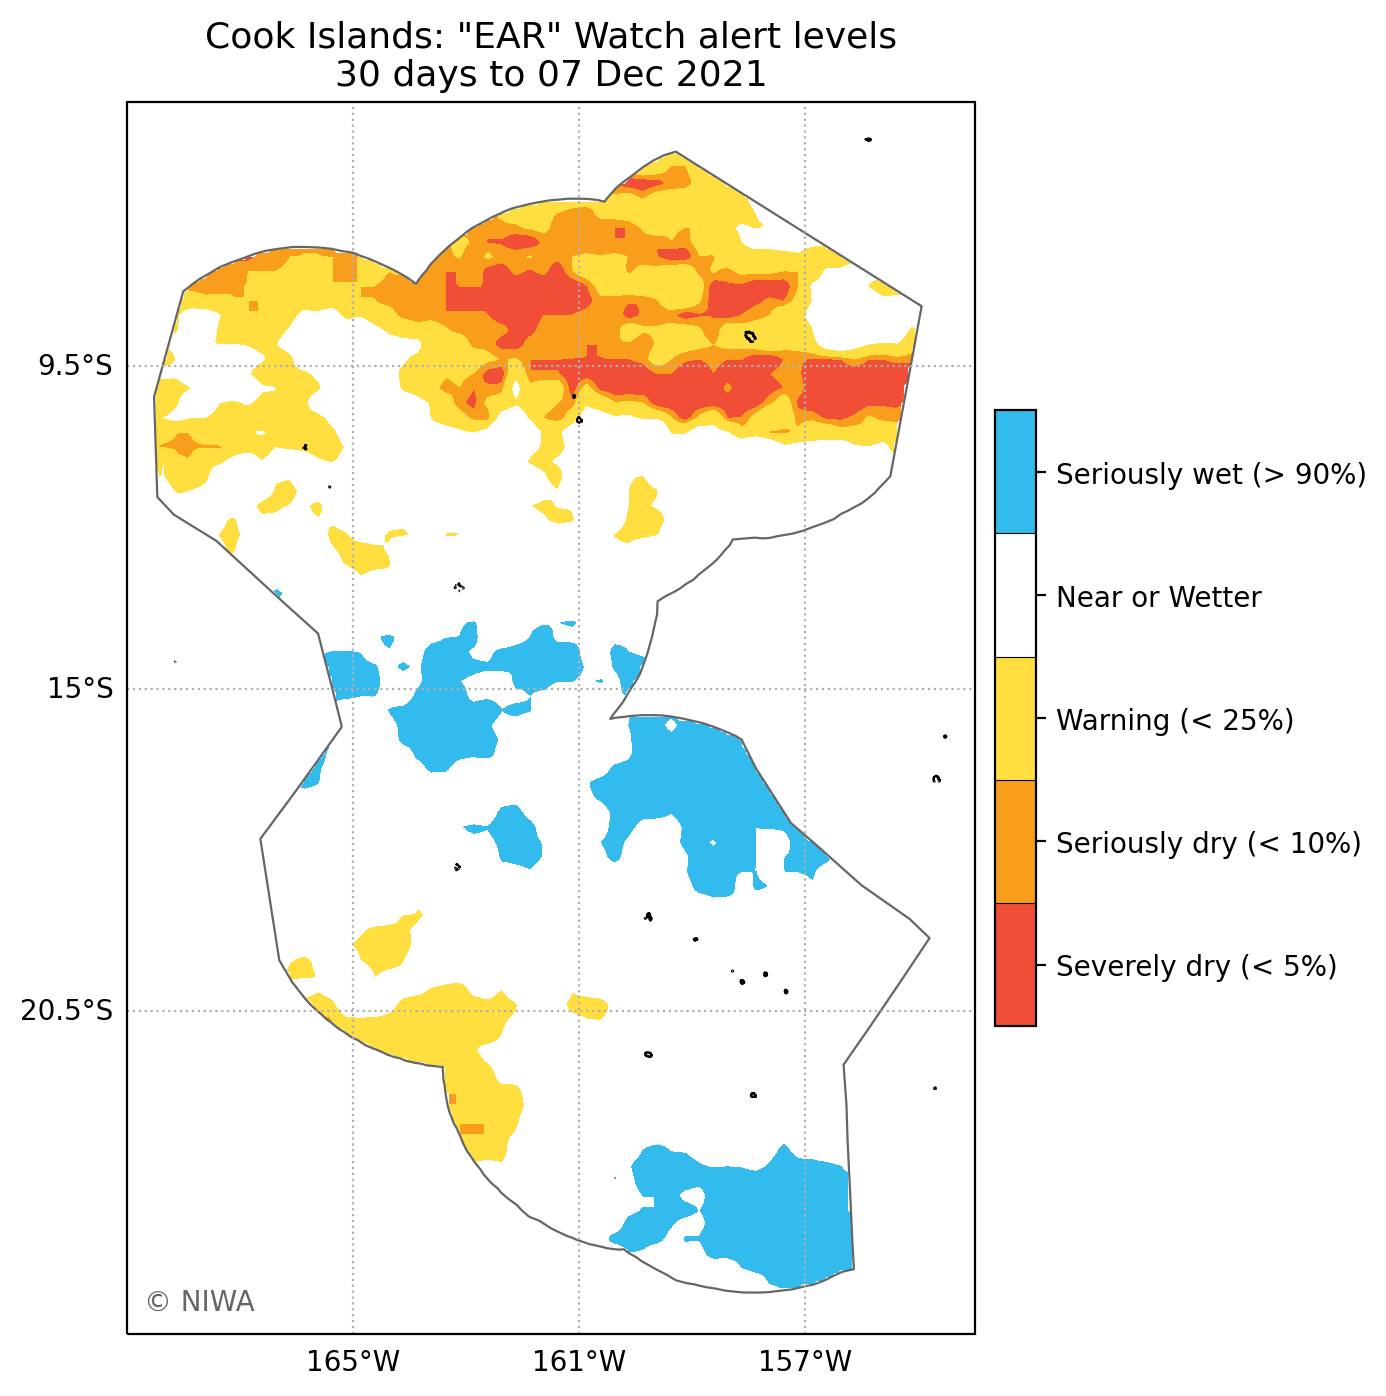 Cook Islands: "EAR" Watch alert levels
30 days to 07 Dec 2021
9.5°S
15°S
20.5°S
165°W
161°W
157°W
Seriously wet (> 90%)
Near or Wetter
Warning (< 25%)
Seriously dry (< 10%)
Severely dry (< 5%)
© NIWA